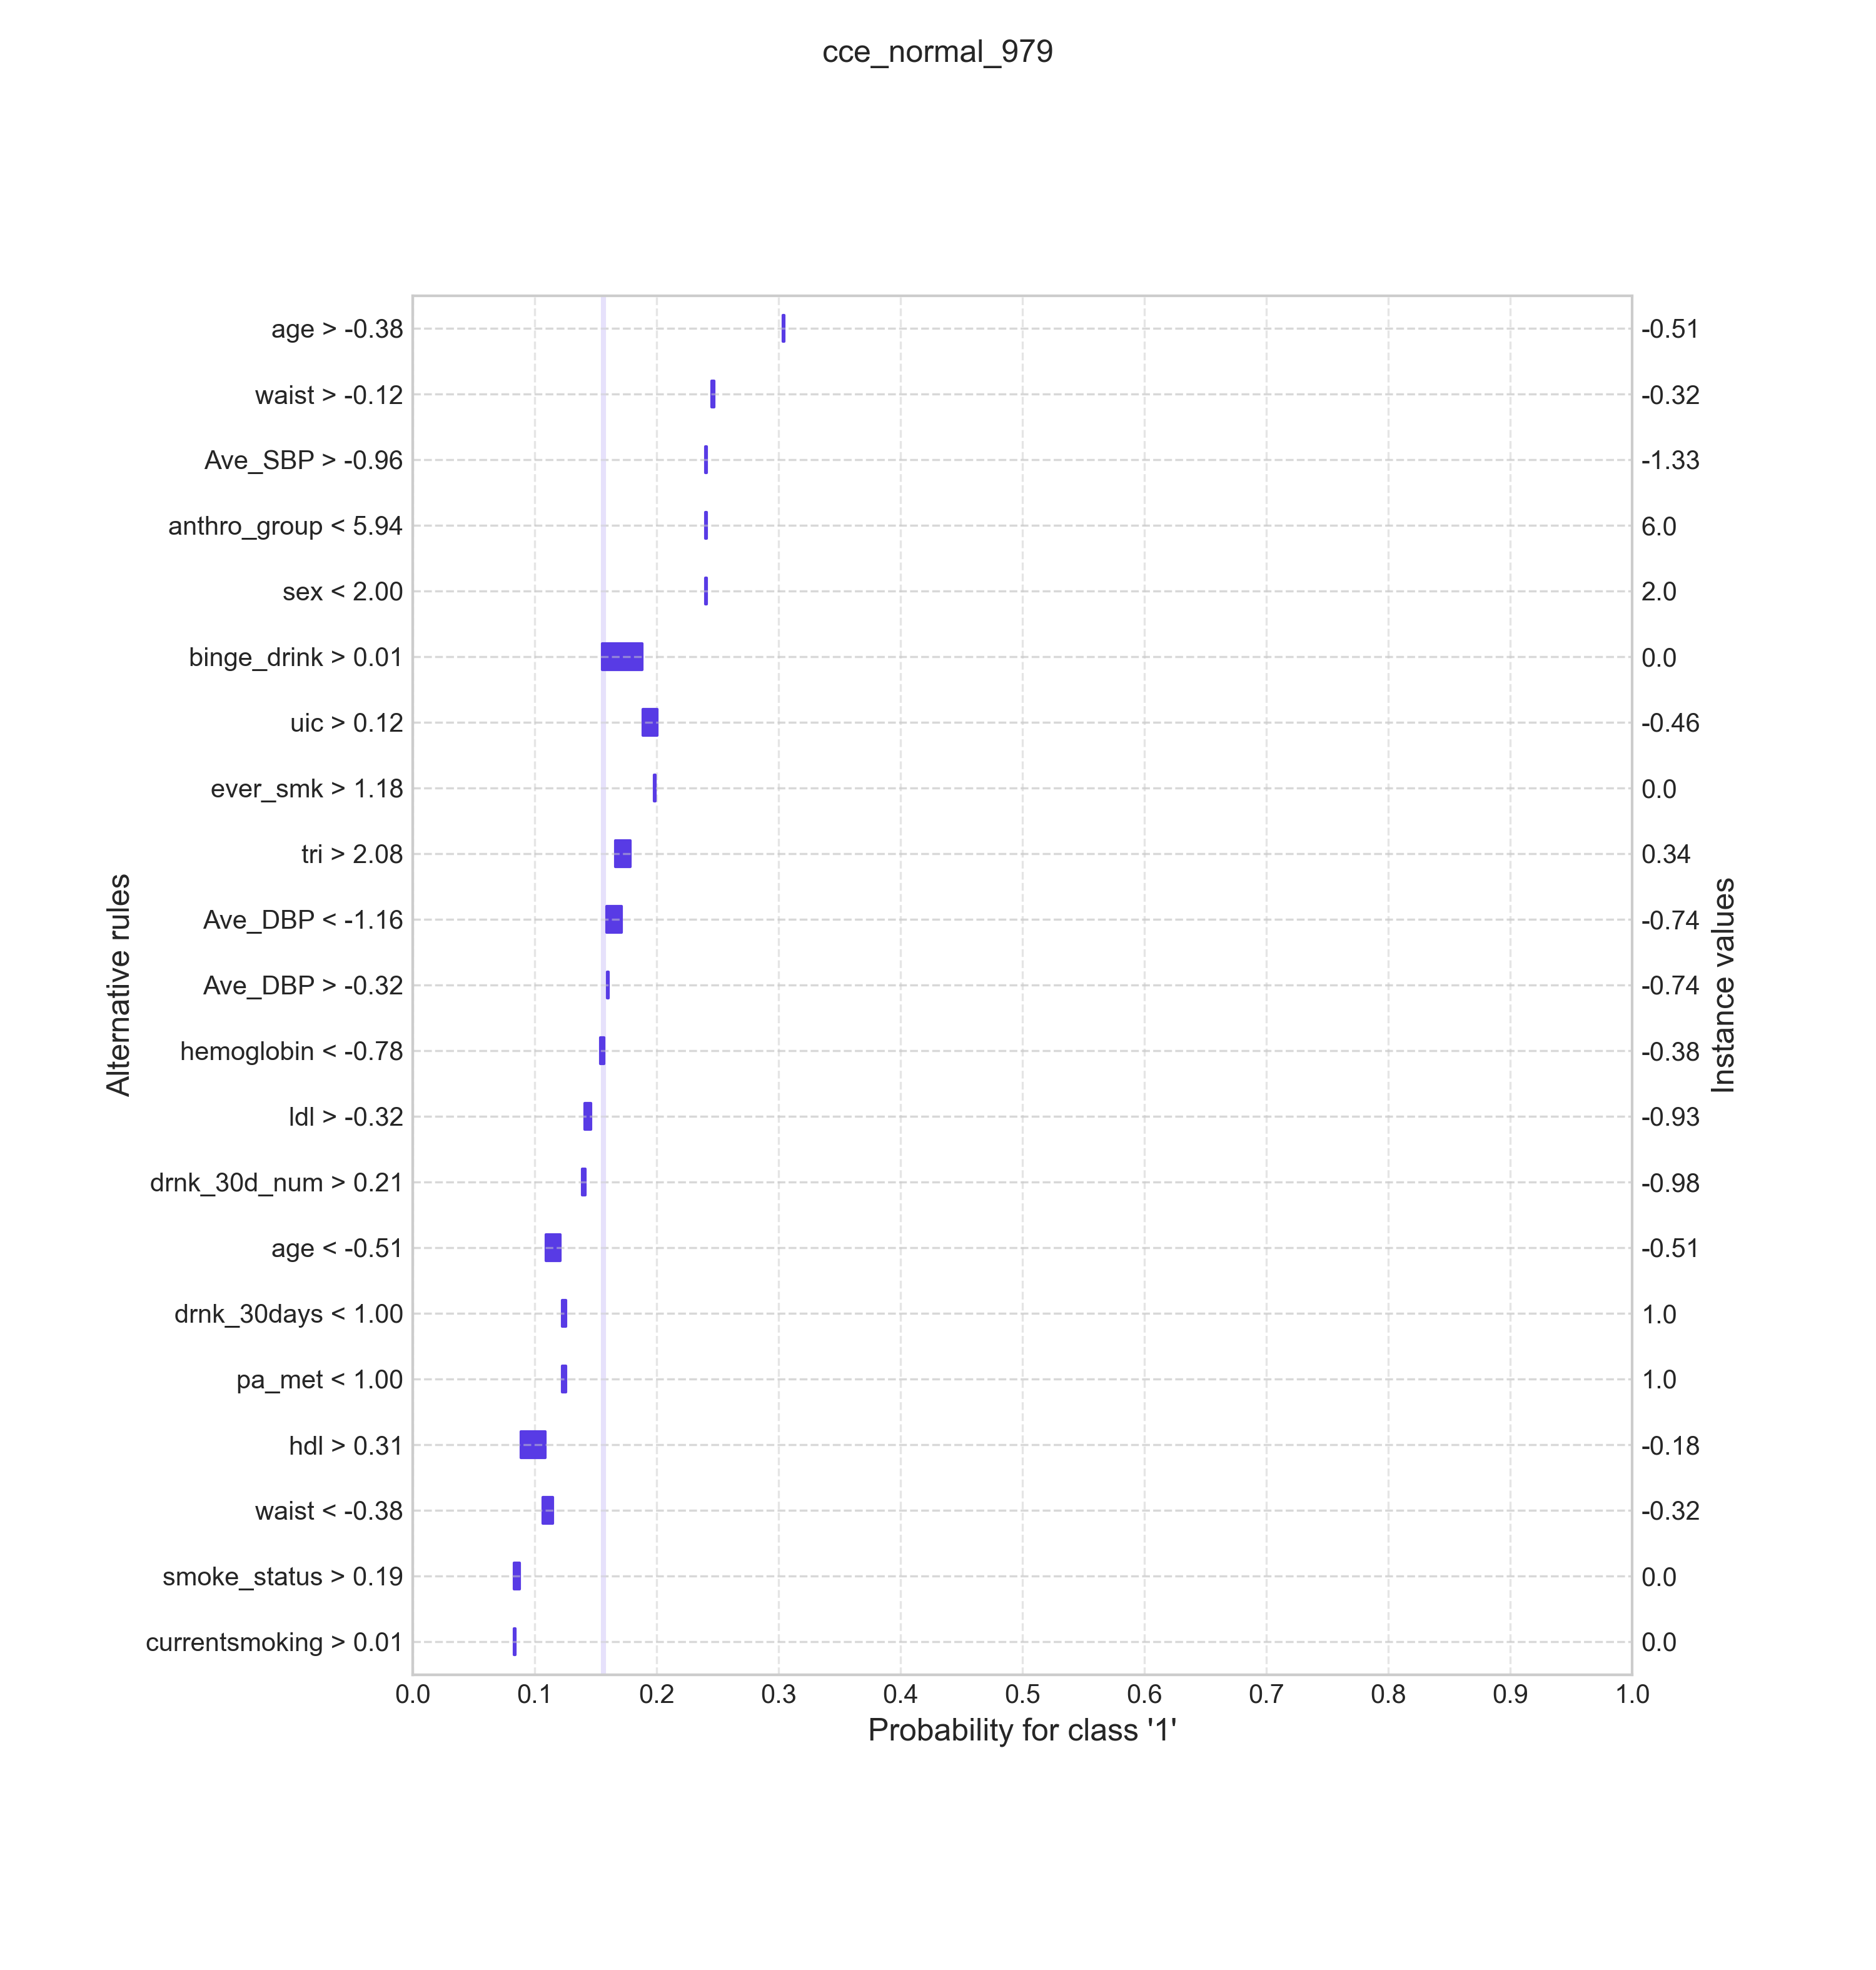 cce_normal_979
age > -0.38 -0.51
waist > -0.12 -0.32
Ave_SBP > -0.96 -1.33
anthro_group < 5.94 6.0
sex < 2.00 2.0
binge_drink > 0.01 0.0
uic > 0.12 -0.46
ever_smk > 1.18 0.0
tri > 2.08 0.34
Ave_DBP < -1.16 -0.74
Ave_DBP > -0.32 -0.74
hemoglobin < -0.78 -0.38
ldl > -0.32 -0.93
drnk_30d_num > 0.21 -0.98
age < -0.51 -0.51
drnk_30days < 1.00 1.0
pa_met < 1.00 1.0
hdl > 0.31 -0.18
waist < -0.38 -0.32
smoke_status > 0.19 0.0
currentsmoking > 0.01 0.0
Alternative rules
Instance values
0.0 0.1 0.2 0.3 0.4 0.5 0.6 0.7 0.8 0.9 1.0
Probability for class '1'